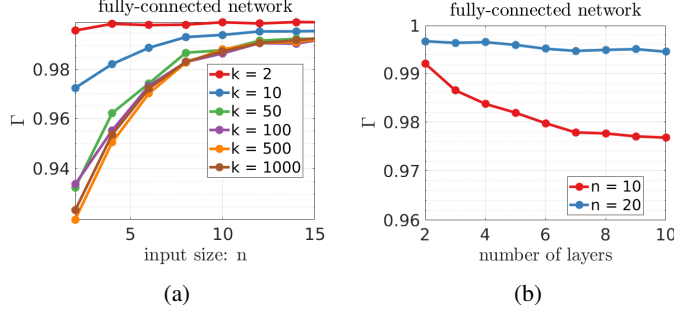 fully-connected network
0.98
0.96
0.94
Γ
k = 2
k = 10
k = 50
k = 100
k = 500
k = 1000
5
10
15
input size: n
(a)
fully-connected network
1
0.99
0.98
0.97
0.96
Γ
n = 10
n = 20
2
4
6
8
10
number of layers
(b)